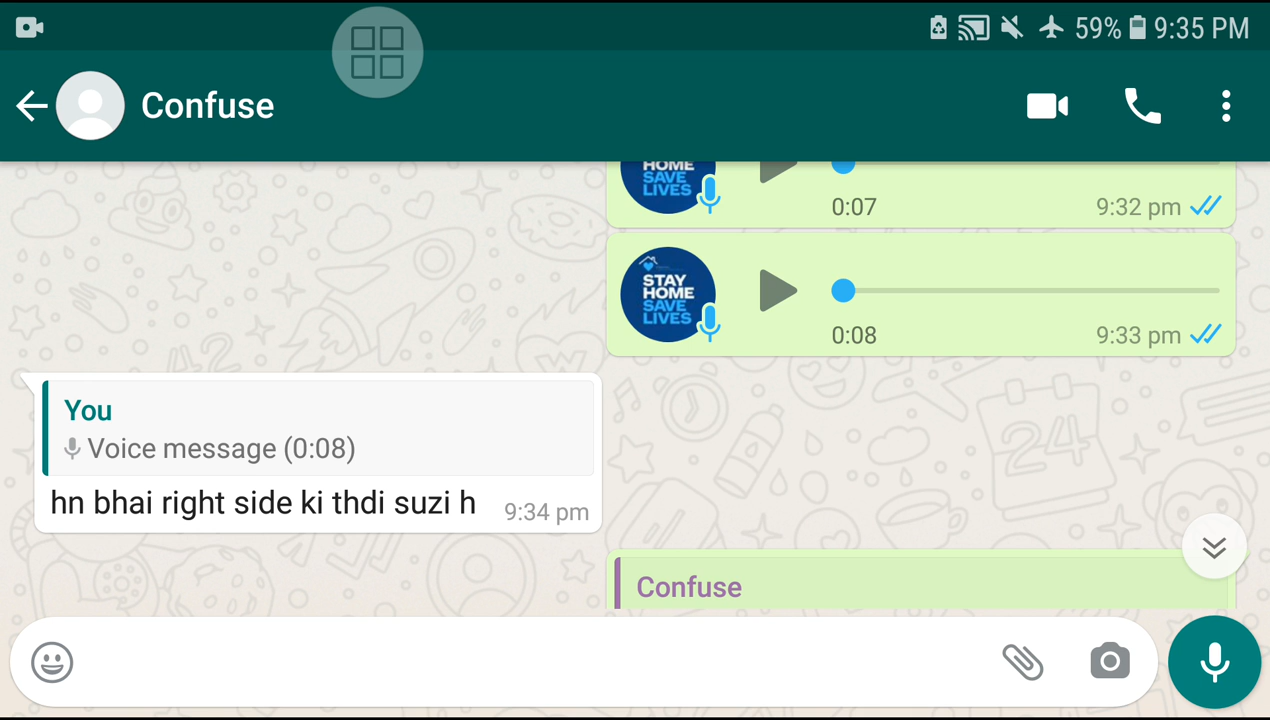 59% 9:35 PM
Confuse
HOME
SAVE
LIVES
0:07 9:32 pm
STAY
HOME
SAVE
LIVES
0:08 9:33 pm
You
Voice message (0:08)
hn bhai right side ki thdi suzi h 9:34 pm
Confuse